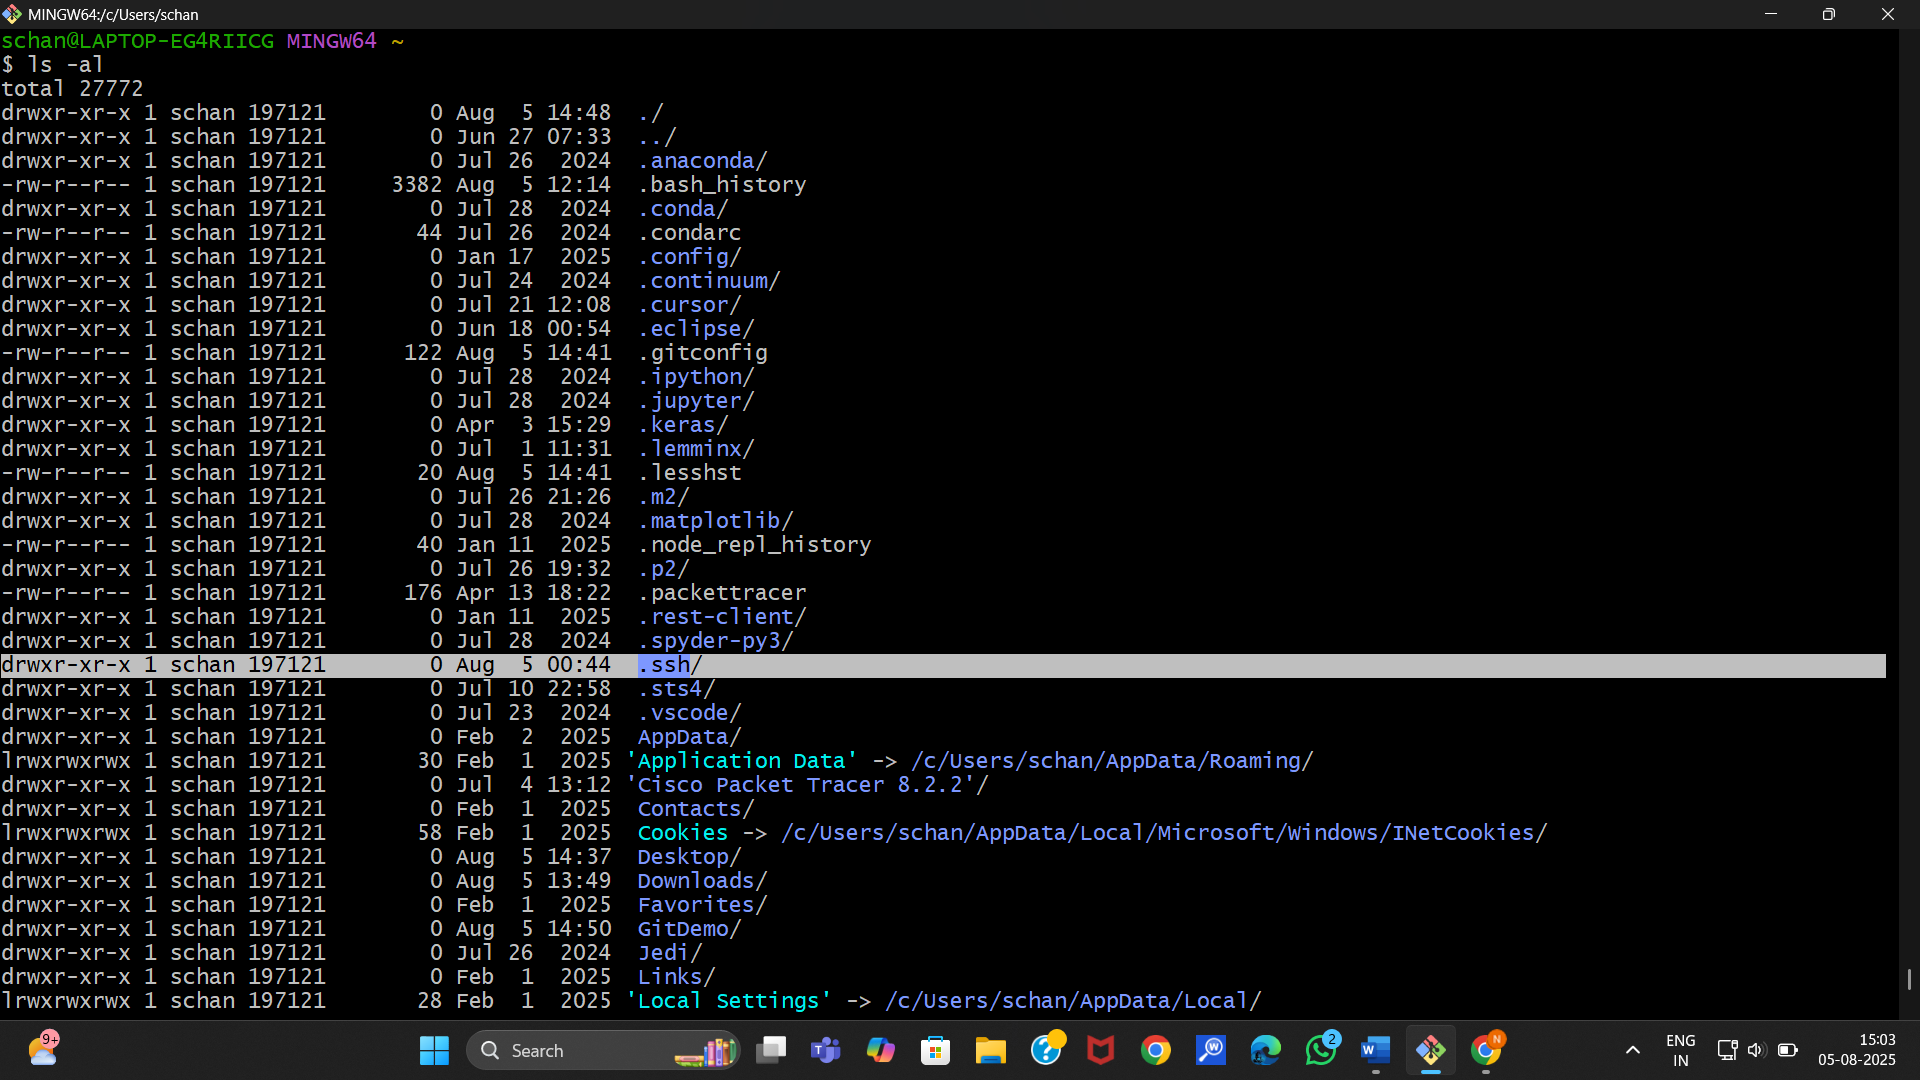 MINGW64:/c/Users/schan
schan@LAPTOP-EG4RIICG MINGW64 ~
$ ls -al
total 27772
drwxr-xr-x 1 schan 197121        0 Aug  5 14:48  ./
drwxr-xr-x 1 schan 197121        0 Jun 27 07:33  ../
drwxr-xr-x 1 schan 197121        0 Jul 26  2024  .anaconda/
-rw-r--r-- 1 schan 197121     3382 Aug  5 12:14  .bash_history
drwxr-xr-x 1 schan 197121        0 Jul 28  2024  .conda/
-rw-r--r-- 1 schan 197121       44 Jul 26  2024  .condarc
drwxr-xr-x 1 schan 197121        0 Jan 17  2025  .config/
drwxr-xr-x 1 schan 197121        0 Jul 24  2024  .continuum/
drwxr-xr-x 1 schan 197121        0 Jul 21 12:08  .cursor/
drwxr-xr-x 1 schan 197121        0 Jun 18 00:54  .eclipse/
-rw-r--r-- 1 schan 197121      122 Aug  5 14:41  .gitconfig
drwxr-xr-x 1 schan 197121        0 Jul 28  2024  .ipython/
drwxr-xr-x 1 schan 197121        0 Jul 28  2024  .jupyter/
drwxr-xr-x 1 schan 197121        0 Apr  3 15:29  .keras/
drwxr-xr-x 1 schan 197121        0 Jul  1 11:31  .lemminx/
-rw-r--r-- 1 schan 197121       20 Aug  5 14:41  .lesshst
drwxr-xr-x 1 schan 197121        0 Jul 26 21:26  .m2/
drwxr-xr-x 1 schan 197121        0 Jul 28  2024  .matplotlib/
-rw-r--r-- 1 schan 197121       40 Jan 11  2025  .node_repl_history
drwxr-xr-x 1 schan 197121        0 Jul 26 19:32  .p2/
-rw-r--r-- 1 schan 197121      176 Apr 13 18:22  .packettracer
drwxr-xr-x 1 schan 197121        0 Jan 11  2025  .rest-client/
drwxr-xr-x 1 schan 197121        0 Jul 28  2024  .spyder-py3/
drwxr-xr-x 1 schan 197121        0 Aug  5 00:44  .ssh/
drwxr-xr-x 1 schan 197121        0 Jul 10 22:58  .sts4/
drwxr-xr-x 1 schan 197121        0 Jul 23  2024  .vscode/
drwxr-xr-x 1 schan 197121        0 Feb  2  2025  AppData/
lrwxrwxrwx 1 schan 197121       30 Feb  1  2025 'Application Data' -> /c/Users/schan/AppData/Roaming/
drwxr-xr-x 1 schan 197121        0 Jul  4 13:12 'Cisco Packet Tracer 8.2.2'/
drwxr-xr-x 1 schan 197121        0 Feb  1  2025  Contacts/
lrwxrwxrwx 1 schan 197121       58 Feb  1  2025  Cookies -> /c/Users/schan/AppData/Local/Microsoft/Windows/INetCookies/
drwxr-xr-x 1 schan 197121        0 Aug  5 14:37  Desktop/
drwxr-xr-x 1 schan 197121        0 Aug  5 13:49  Downloads/
drwxr-xr-x 1 schan 197121        0 Feb  1  2025  Favorites/
drwxr-xr-x 1 schan 197121        0 Aug  5 14:50  GitDemo/
drwxr-xr-x 1 schan 197121        0 Jul 26  2024  Jedi/
drwxr-xr-x 1 schan 197121        0 Feb  1  2025  Links/
lrwxrwxrwx 1 schan 197121       28 Feb  1  2025 'Local Settings' -> /c/Users/schan/AppData/Local/
9+
Search
T
W
2
W
N
ENG
IN
15:03
05-08-2025